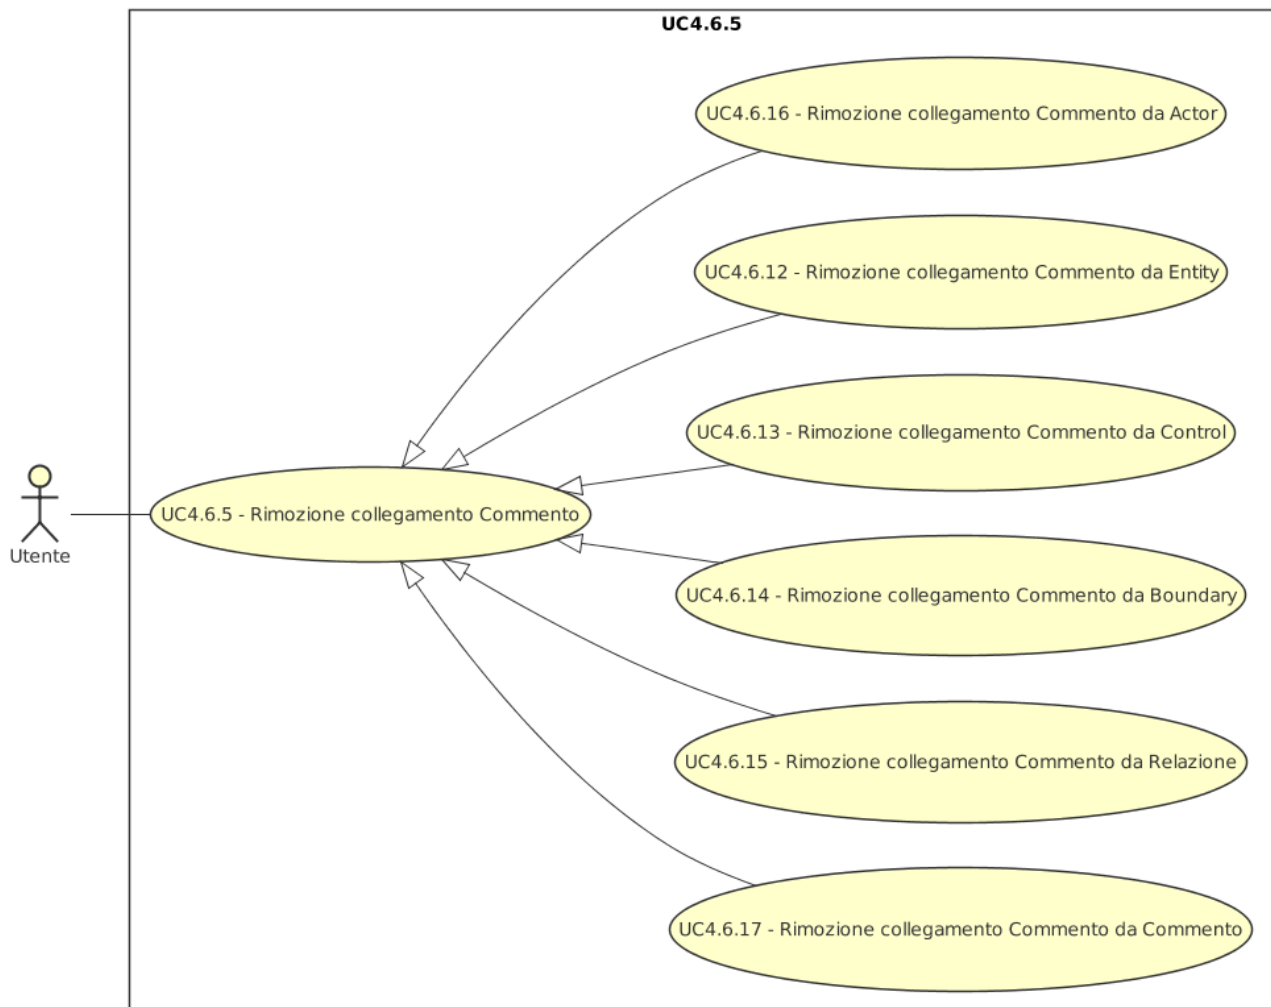 UC4.6.5
UC4.6.16 - Rimozione collegamento Commento da Actor
UC4.6.12 - Rimozione collegamento Commento da Entity
UC4.6.13 - Rimozione collegamento Commento da Control
UC4.6.5 - Rimozione collegamento Commento
Utente
UC4.6.14 - Rimozione collegamento Commento da Boundary
UC4.6.15 - Rimozione collegamento Commento da Relazione
UC4.6.17 - Rimozione collegamento Commento da Commento